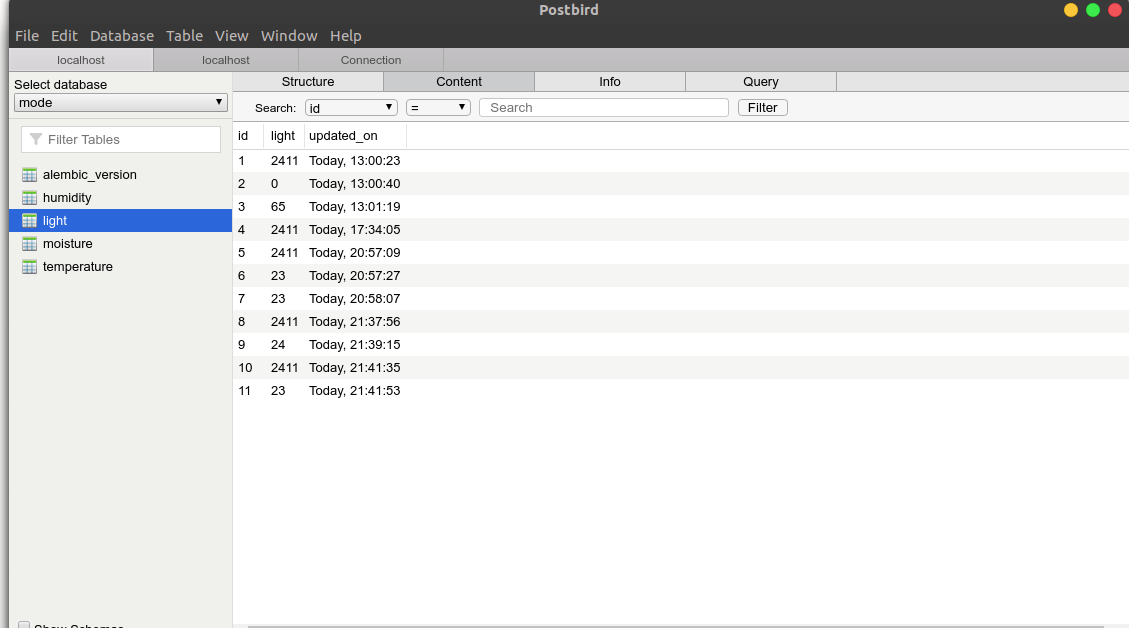 Postbird
File Edit Database Table View Window Help
localhost localhost Connection
Select database
mode
Filter Tables
alembic_version
humidity
light
moisture
temperature
Structure Content Info Query
Search: id = Search Filter
id light updated_on
1 2411 Today, 13:00:23
2 0 Today, 13:00:40
3 65 Today, 13:01:19
4 2411 Today, 17:34:05
5 2411 Today, 20:57:09
6 23 Today, 20:57:27
7 23 Today, 20:58:07
8 2411 Today, 21:37:56
9 24 Today, 21:39:15
10 2411 Today, 21:41:35
11 23 Today, 21:41:53
Show Schemas